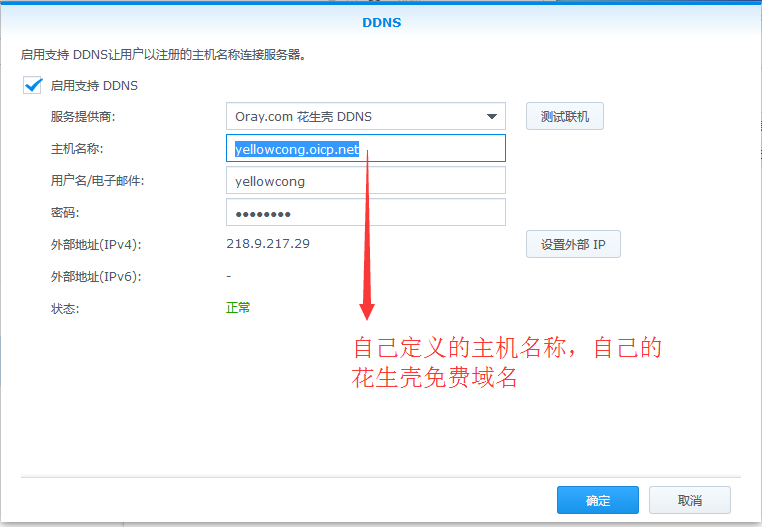 DDNS
启用支持 DDNS让用户以注册的主机名称连接服务器。
启用支持 DDNS
服务提供商: Oray.com 花生壳 DDNS 测试联机
主机名称: yellowcong.oicp.net
用户名/电子邮件: yellowcong
密码: ●●●●●●●●
外部地址(IPv4): 218.9.217.29 设置外部 IP
外部地址(IPv6): -
状态: 正常
自己定义的主机名称，自己的
花生壳免费域名
确定 取消